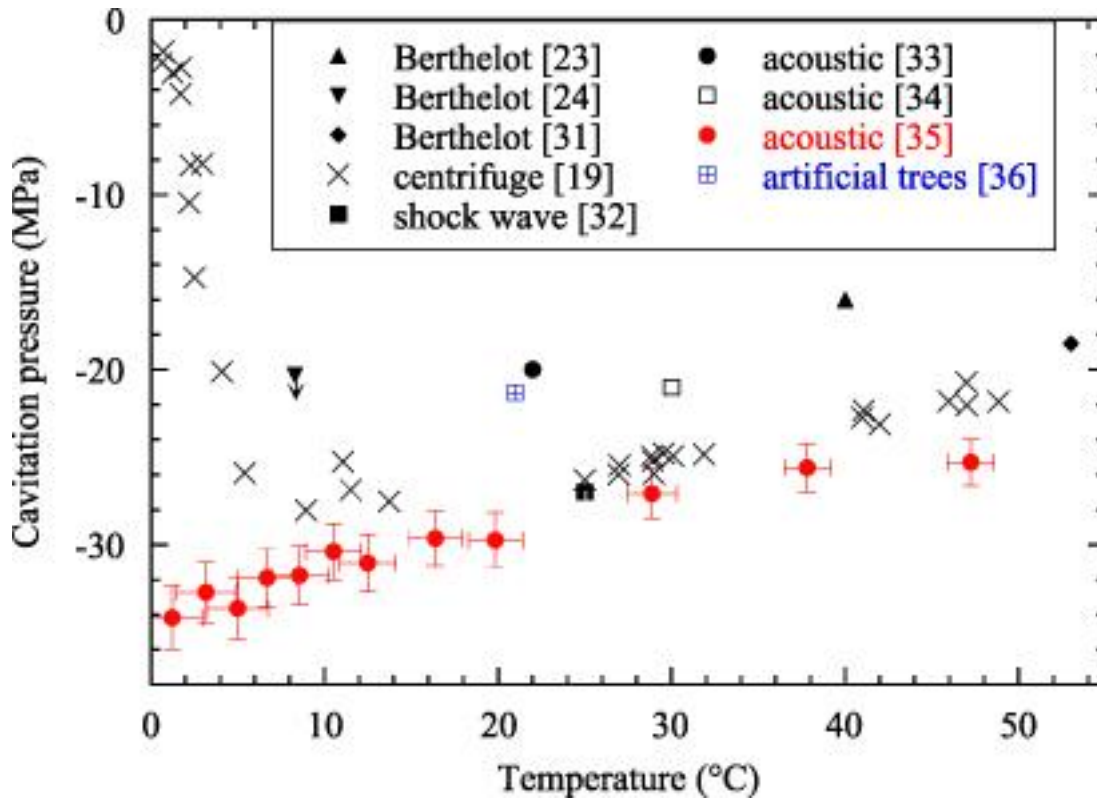 0
-10
-20
-30
Cavitation pressure (MPa)
Berthelot [23]
Berthelot [24]
Berthelot [31]
centrifuge [19]
shock wave [32]
acoustic [33]
acoustic [34]
acoustic [35]
artificial trees [36]
0 10 20 30 40 50
Temperature (°C)